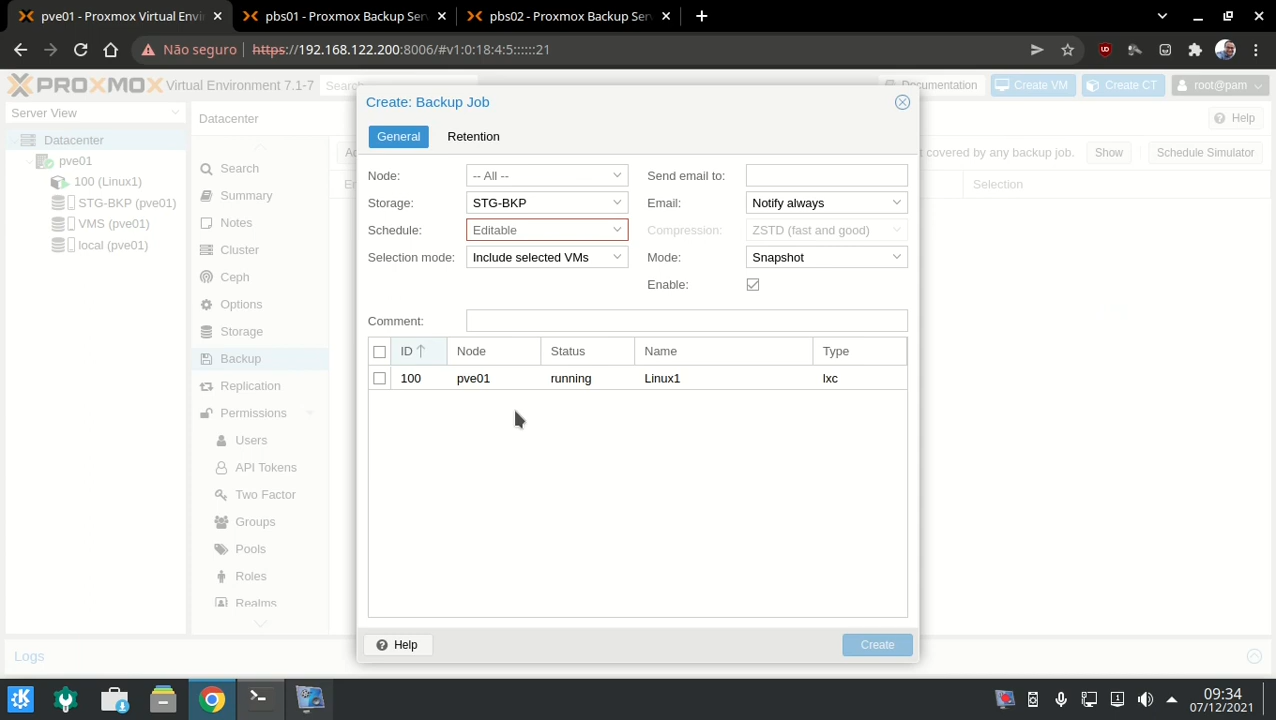 pve01 - Proxmox Virtual Envir
pbs01 - Proxmox Backup Ser
pbs02 - Proxmox Backup Ser
Não seguro
https://192.168.122.200:8006/#v1:0:18:4:5::::::21
PROXMOX Virtual Environment 7.1-7
Search
Documentation
Create VM
Create CT
root@pam
Server View
Datacenter
pve01
100 (Linux1)
STG-BKP (pve01)
VMS (pve01)
local (pve01)
Datacenter
Help
Search
Summary
Notes
Cluster
Ceph
Options
Storage
Backup
Replication
Permissions
Users
API Tokens
Two Factor
Groups
Pools
Roles
Realms
t covered by any backup job.
Show
Schedule Simulator
Selection
Create: Backup Job
General
Retention
Node: -- All -- Send email to:
Storage: STG-BKP Email: Notify always
Schedule: Editable Compression: ZSTD (fast and good)
Selection mode: Include selected VMs Mode: Snapshot
Enable:
Comment:
ID Node Status Name Type
100 pve01 running Linux1 lxc
Help
Create
Logs
09:34
07/12/2021